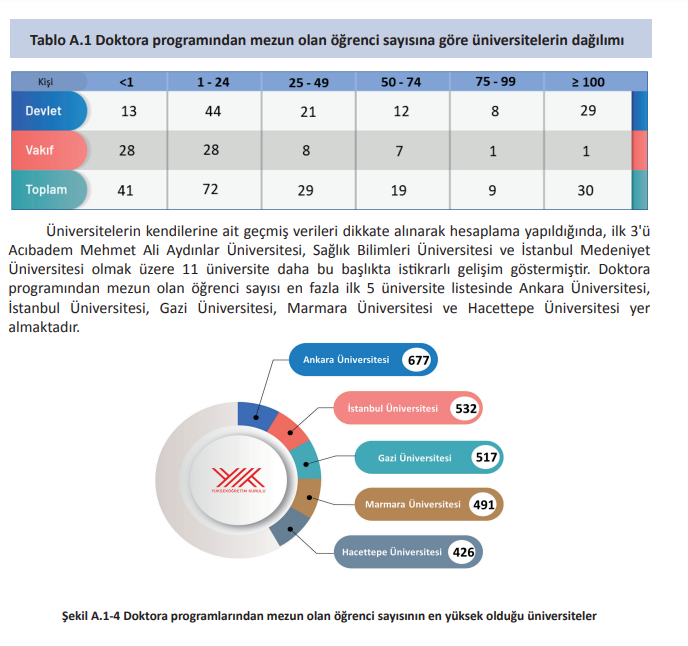 Tablo A.1 Doktora programından mezun olan öğrenci sayısına göre üniversitelerin dağılımı
Kişi <1 1 - 24 25 - 49 50 - 74 75 - 99 ≥ 100
Devlet 13 44 21 12 8 29
Vakıf 28 28 8 7 1 1
Toplam 41 72 29 19 9 30
Üniversitelerin kendilerine ait geçmiş verileri dikkate alınarak hesaplama yapıldığında, ilk 3'ü
Acıbadem Mehmet Ali Aydınlar Üniversitesi, Sağlık Bilimleri Üniversitesi ve İstanbul Medeniyet
Üniversitesi olmak üzere 11 üniversite daha bu başlıkta istikrarlı gelişim göstermiştir. Doktora
programından mezun olan öğrenci sayısı en fazla ilk 5 üniversite listesinde Ankara Üniversitesi,
İstanbul Üniversitesi, Gazi Üniversitesi, Marmara Üniversitesi ve Hacettepe Üniversitesi yer
almaktadır.
Ankara Üniversitesi 677
İstanbul Üniversitesi 532
Gazi Üniversitesi 517
YÜKSEKÖĞRETİM KURULU
Marmara Üniversitesi 491
Hacettepe Üniversitesi 426
Şekil A.1-4 Doktora programlarından mezun olan öğrenci sayısının en yüksek olduğu üniversiteler